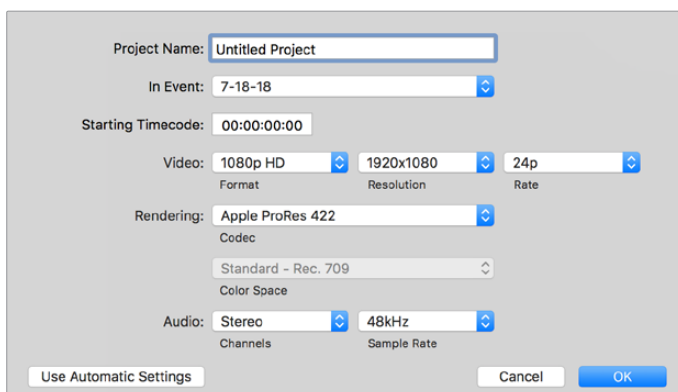 Project Name: Untitled Project
In Event: 7-18-18
Starting Timecode: 00:00:00:00
Video: 1080p HD 1920x1080 24p
Format Resolution Rate
Rendering: Apple ProRes 422
Codec
Standard - Rec. 709
Color Space
Audio: Stereo 48kHz
Channels Sample Rate
Use Automatic Settings Cancel OK